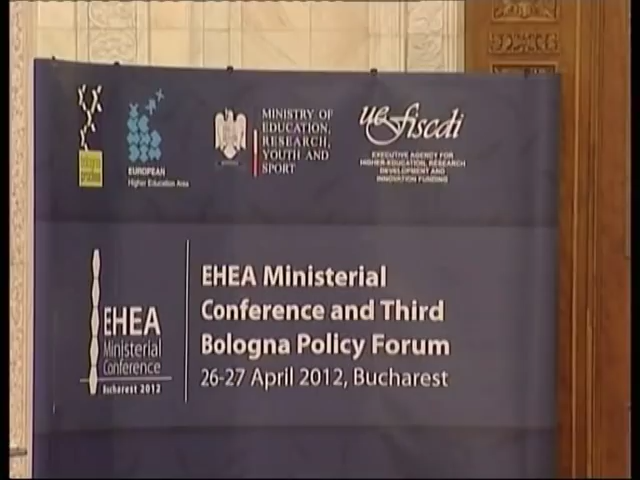 bologna
process
EUROPEAN
Higher Education Area
MINISTRY OF
EDUCATION,
RESEARCH,
YOUTH AND
SPORT
uefiscdi
EXECUTIVE AGENCY FOR
HIGHER EDUCATION, RESEARCH
DEVELOPMENT AND
INNOVATION FUNDING
EHEA
Ministerial
Conference
Bucharest 2012
EHEA Ministerial
Conference and Third
Bologna Policy Forum
26-27 April 2012, Bucharest